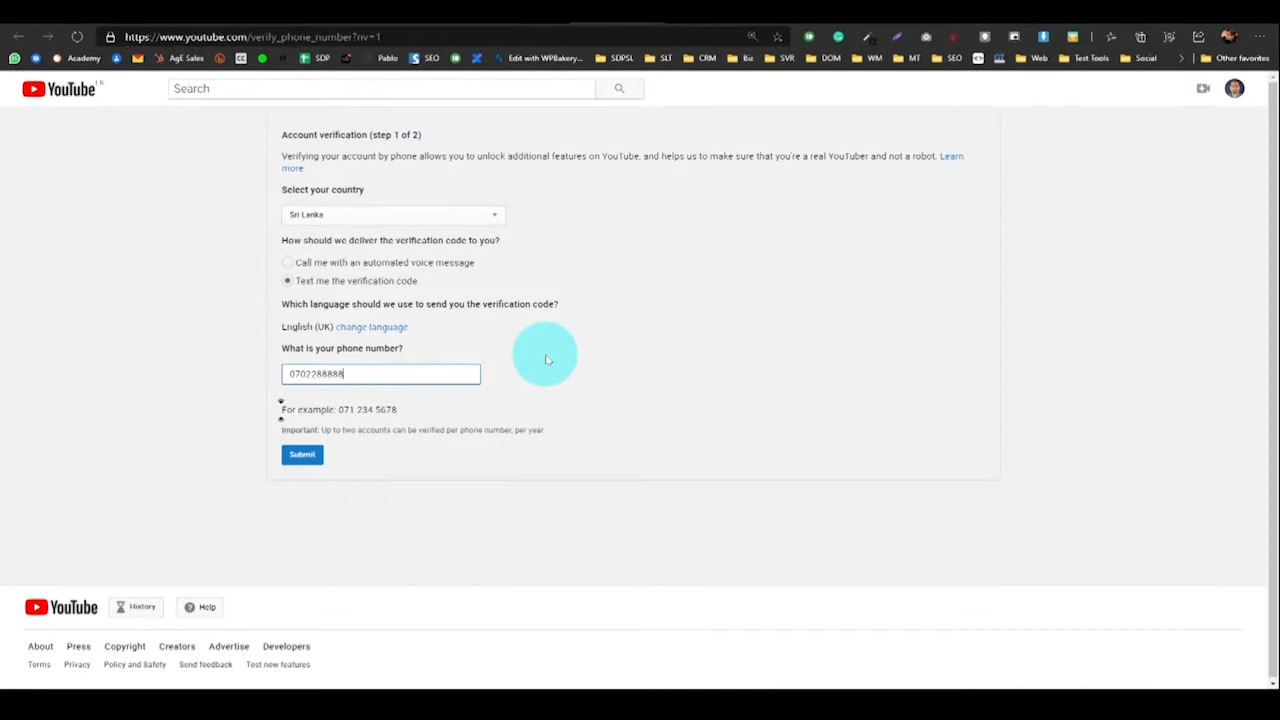 https://www.youtube.com/verify_phone_number?nv=1
Academy AgE Sales CC SDP Pablo SEO Edit with WPBakery... SDPSL SLT CRM Biz SVR DOM WM MT SEO Web Test Tools Social Other favorites
YouTube LK Search
Account verification (step 1 of 2)
Verifying your account by phone allows you to unlock additional features on YouTube, and helps us to make sure that you're a real YouTuber and not a robot. Learn
more
Select your country
Sri Lanka
How should we deliver the verification code to you?
Call me with an automated voice message
Text me the verification code
Which language should we use to send you the verification code?
English (UK) change language
What is your phone number?
0702288888
For example: 071 234 5678
Important: Up to two accounts can be verified per phone number, per year
Submit
YouTube History Help
About Press Copyright Creators Advertise Developers
Terms Privacy Policy and Safety Send feedback Test new features